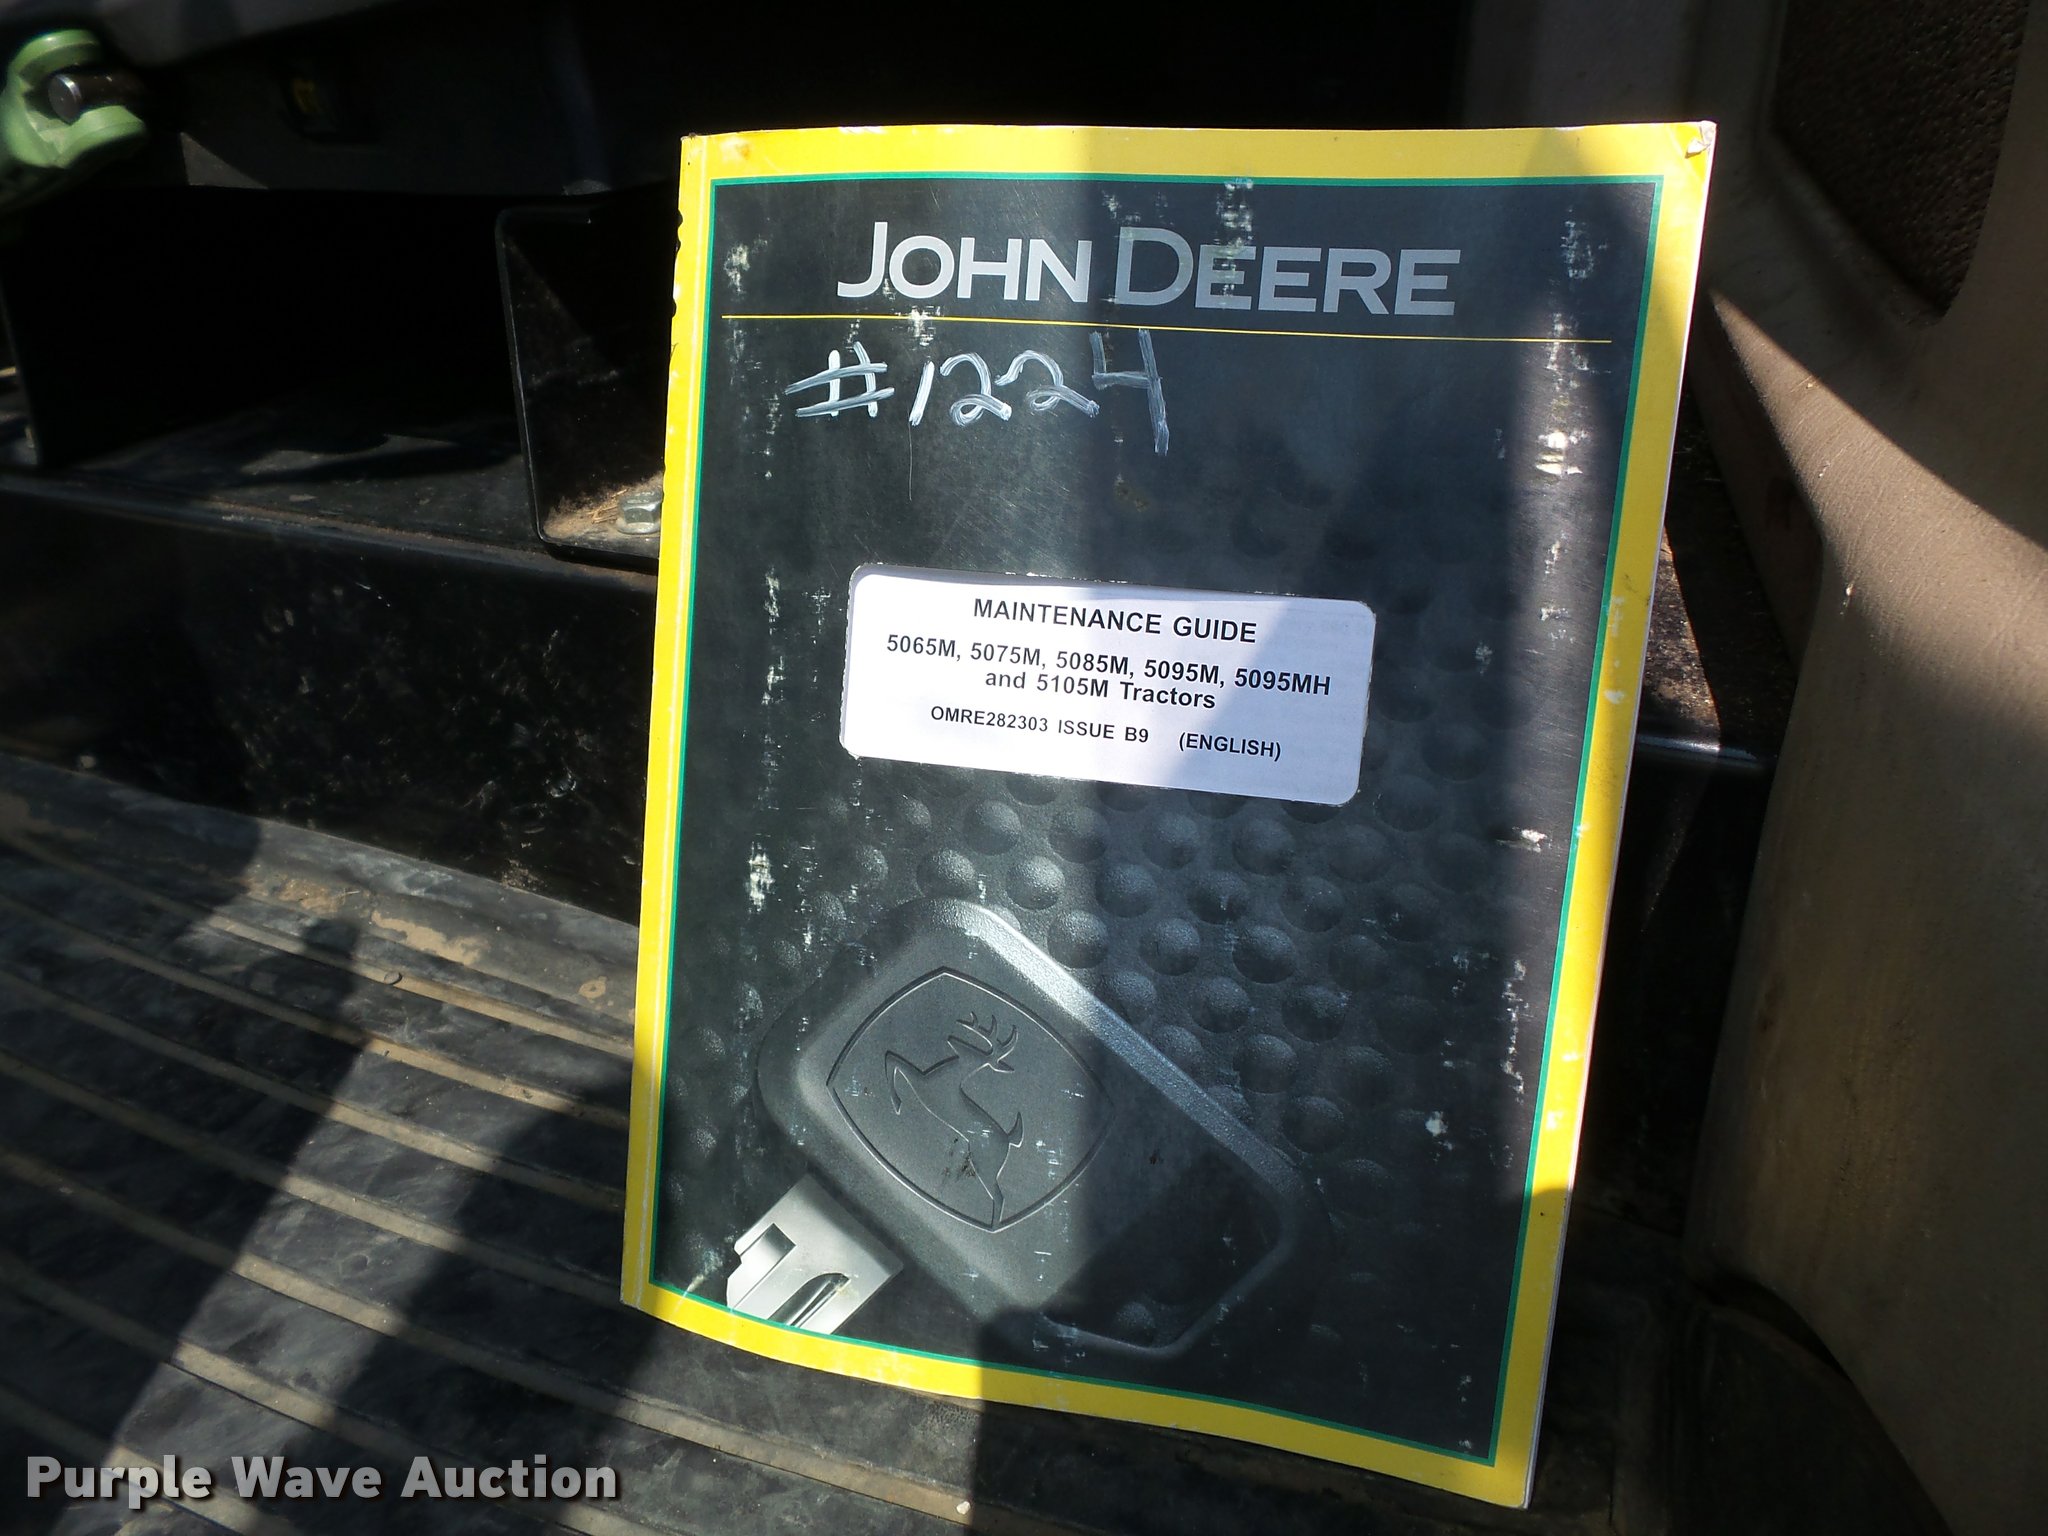 JOHN DEERE
#1224
MAINTENANCE GUIDE
5065M, 5075M, 5085M, 5095M, 5095MH
and 5105M Tractors
OMRE282303 ISSUE B9 (ENGLISH)
Purple Wave Auction